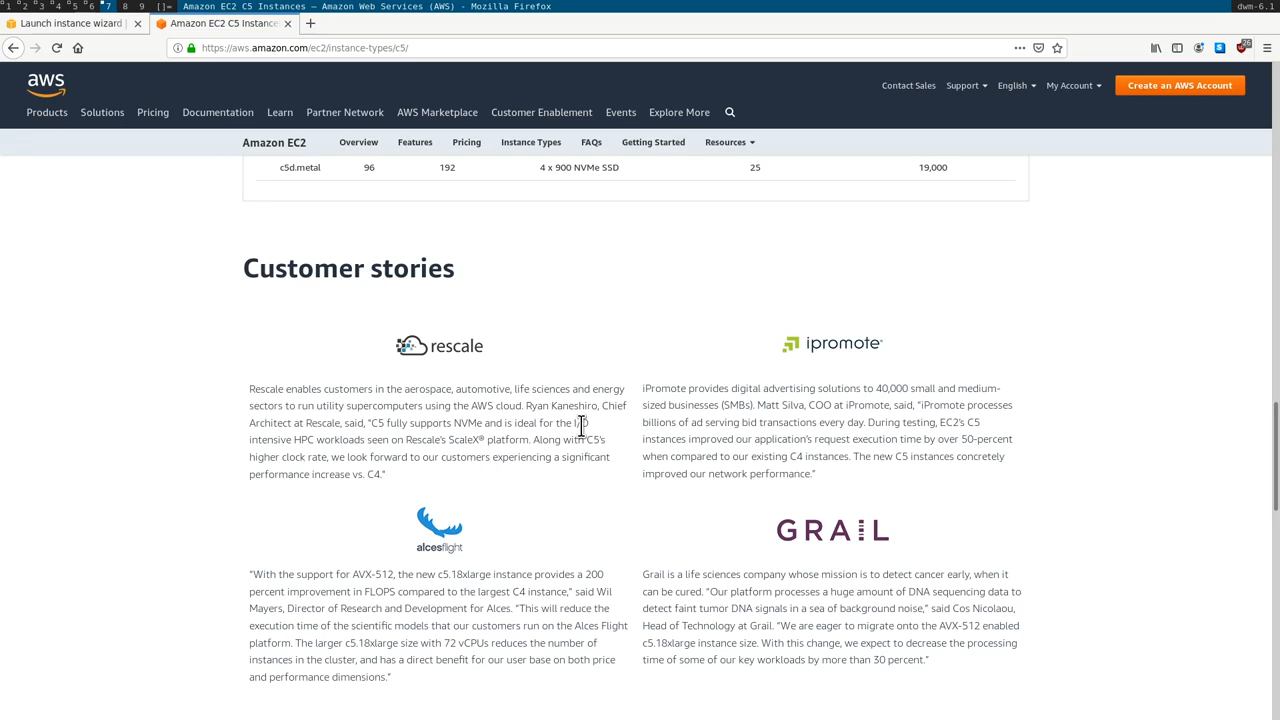 1 2 3 4 5 6 7 8 9 []= Amazon EC2 C5 Instances — Amazon Web Services (AWS) - Mozilla Firefox dwm-6.1
Launch instance wizard Amazon EC2 C5 Instance
https://aws.amazon.com/ec2/instance-types/c5/
aws
Contact Sales Support English My Account Create an AWS Account
Products Solutions Pricing Documentation Learn Partner Network AWS Marketplace Customer Enablement Events Explore More
Amazon EC2 Overview Features Pricing Instance Types FAQs Getting Started Resources
c5d.metal 96 192 4 x 900 NVMe SSD 25 19,000
Customer stories
rescale
Rescale enables customers in the aerospace, automotive, life sciences and energy
sectors to run utility supercomputers using the AWS cloud. Ryan Kaneshiro, Chief
Architect at Rescale, said, "C5 fully supports NVMe and is ideal for the I/O
intensive HPC workloads seen on Rescale's ScaleX® platform. Along with C5's
higher clock rate, we look forward to our customers experiencing a significant
performance increase vs. C4."
ipromote
iPromote provides digital advertising solutions to 40,000 small and medium-
sized businesses (SMBs). Matt Silva, COO at iPromote, said, “iPromote processes
billions of ad serving bid transactions every day. During testing, EC2’s C5
instances improved our application’s request execution time by over 50-percent
when compared to our existing C4 instances. The new C5 instances concretely
improved our network performance.”
alcesflight
“With the support for AVX-512, the new c5.18xlarge instance provides a 200
percent improvement in FLOPS compared to the largest C4 instance,” said Wil
Mayers, Director of Research and Development for Alces. “This will reduce the
execution time of the scientific models that our customers run on the Alces Flight
platform. The larger c5.18xlarge size with 72 vCPUs reduces the number of
instances in the cluster, and has a direct benefit for our user base on both price
and performance dimensions.”
GRAIL
Grail is a life sciences company whose mission is to detect cancer early, when it
can be cured. “Our platform processes a huge amount of DNA sequencing data to
detect faint tumor DNA signals in a sea of background noise,” said Cos Nicolaou,
Head of Technology at Grail. “We are eager to migrate onto the AVX-512 enabled
c5.18xlarge instance size. With this change, we expect to decrease the processing
time of some of our key workloads by more than 30 percent.”